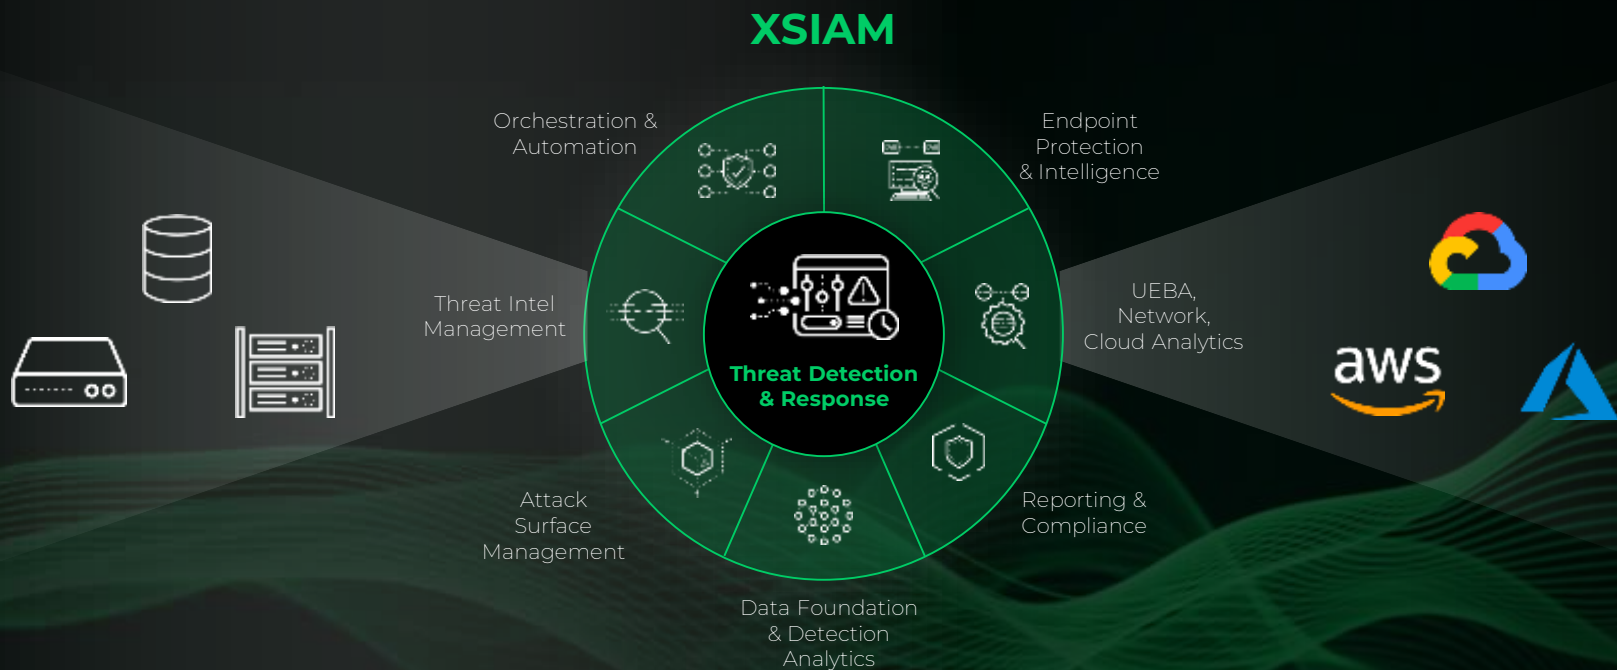 XSIAM
Orchestration &
Automation
Endpoint
Protection
& Intelligence
Threat Intel
Management
UEBA,
Network,
Cloud Analytics
Threat Detection
& Response
aws
Attack
Surface
Management
Reporting &
Compliance
Data Foundation
& Detection
Analytics